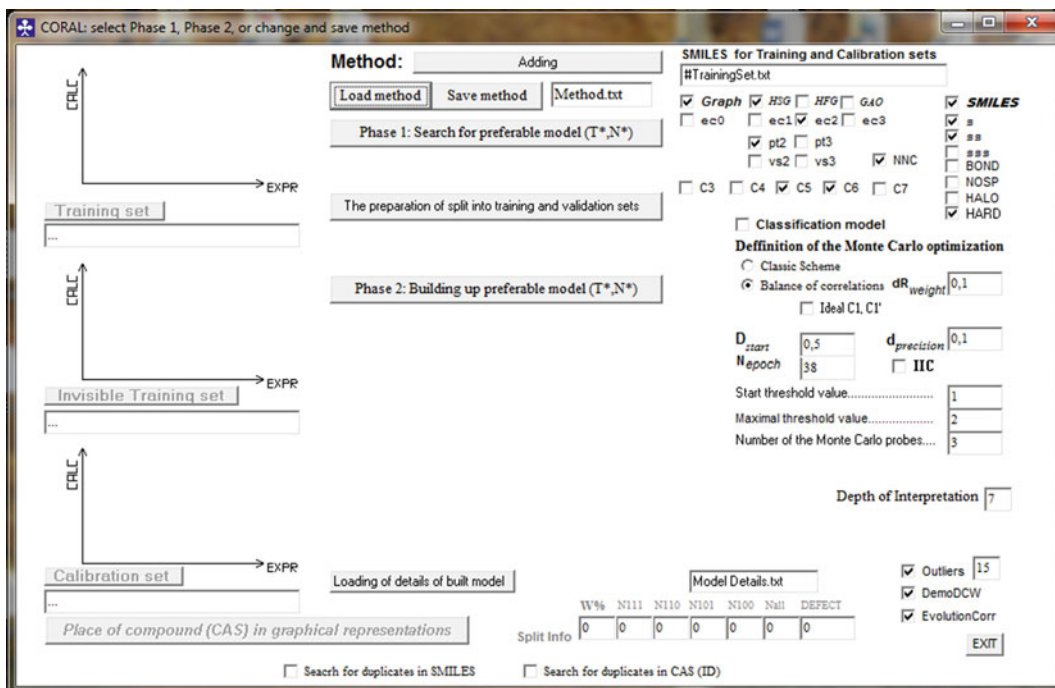 CORAL: select Phase 1, Phase 2, or change and save method
CALC
EXPR
Training set
...
CALC
EXPR
Invisible Training set
...
CALC
EXPR
Calibration set
...
Place of compound (CAS) in graphical representations
Method: Adding
Load method Save method Method.txt
Phase 1: Search for preferable model (T*,N*)
The preparation of split into training and validation sets
Phase 2: Building up preferable model (T*,N*)
Loading of details of built model Model Details.txt
W% N111 N110 N101 N100 Nall DEFECT
Split Info 0 0 0 0 0 0 0
Seacrh for duplicates in SMILES Search for duplicates in CAS (ID)
SMILES for Training and Calibration sets
#TrainingSet.txt
Graph HSG HFG GAO
ec0 ec1 ec2 ec3
pt2 pt3
vs2 vs3 NNC
C3 C4 C5 C6 C7
SMILES
s
ss
sss
BOND
NOSP
HALO
HARD
Classification model
Deffinition of the Monte Carlo optimization
Classic Scheme
Balance of correlations dRweight 0,1
Ideal C1, C1'
Dstart 0,5 dprecision 0,1
Nepoch 38 IIC
Start threshold value.......................... 1
Maximal threshold value.................... 2
Number of the Monte Carlo probes.... 3
Depth of Interpretation 7
Outliers 15
DemoDCW
EvolutionCorr
EXIT